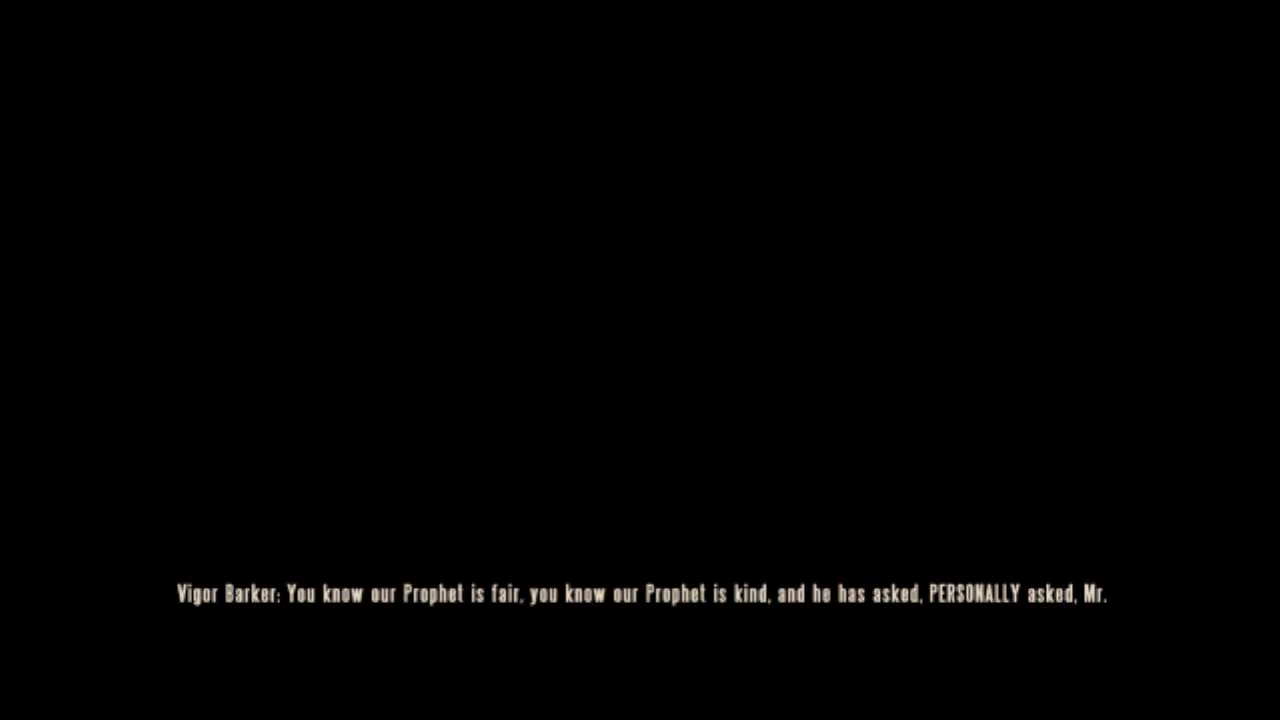 Vigor Barker: You know our Prophet is fair, you know our Prophet is kind, and he has asked, PERSONALLY asked, Mr.